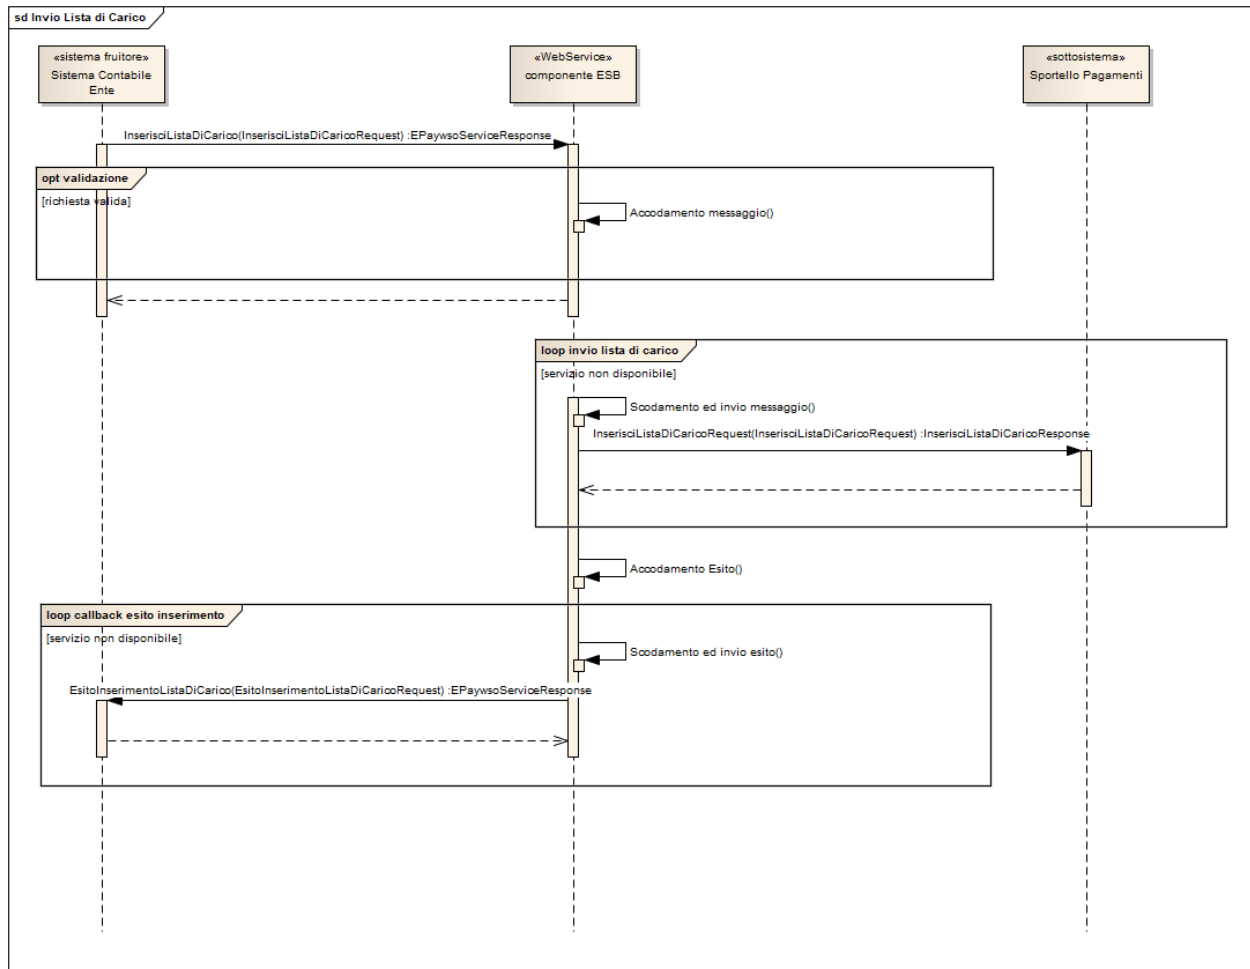 sd Invio Lista di Carico
«sistema fruitore»
Sistema Contabile
Ente
«WebService»
componente ESB
«sottosistema»
Sportello Pagamenti
InserisciListaDiCarico(InserisciListaDiCaricoRequest) :EPaywsoServiceResponse
opt validazione
[richiesta valida]
Accodamento messaggio()
loop invio lista di carico
[servizio non disponibile]
Scodamento ed invio messaggio()
InserisciListaDiCaricoRequest(InserisciListaDiCaricoRequest) :InserisciListaDiCaricoResponse
Accodamento Esito()
loop callback esito inserimento
[servizio non disponibile]
Scodamento ed invio esito()
EsitoInserimentoListaDiCarico(EsitoInserimentoListaDiCaricoRequest) :EPaywsoServiceResponse